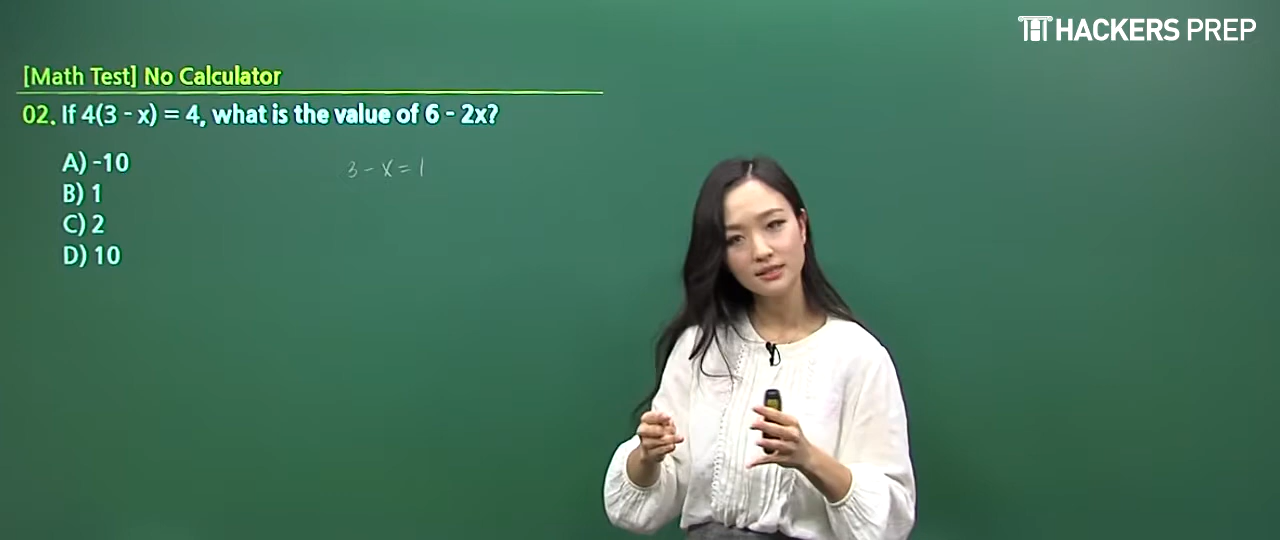 HACKERS PREP
[Math Test] No Calculator
02. If 4(3 - x) = 4, what is the value of 6 - 2x?
A) -10
3 - x = 1
B) 1
C) 2
D) 10